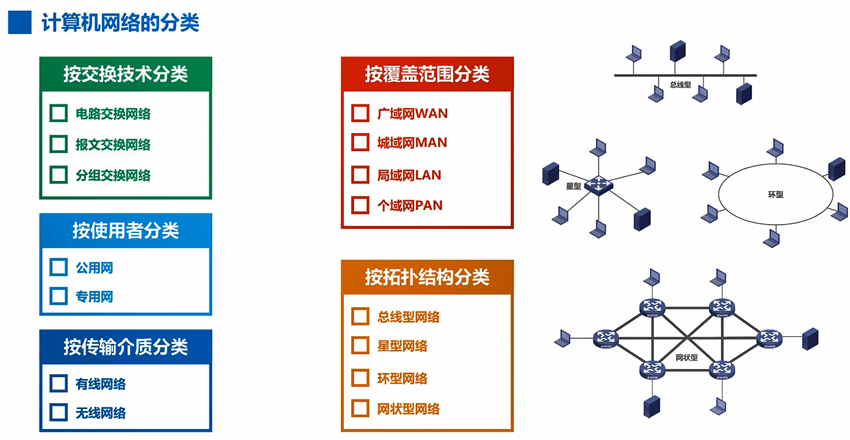 计算机网络的分类
按交换技术分类
电路交换网络
报文交换网络
分组交换网络
按使用者分类
公用网
专用网
按传输介质分类
有线网络
无线网络
按覆盖范围分类
广域网WAN
城域网MAN
局域网LAN
个域网PAN
按拓扑结构分类
总线型网络
星型网络
环型网络
网状型网络
总线型
星型
环型
网状型